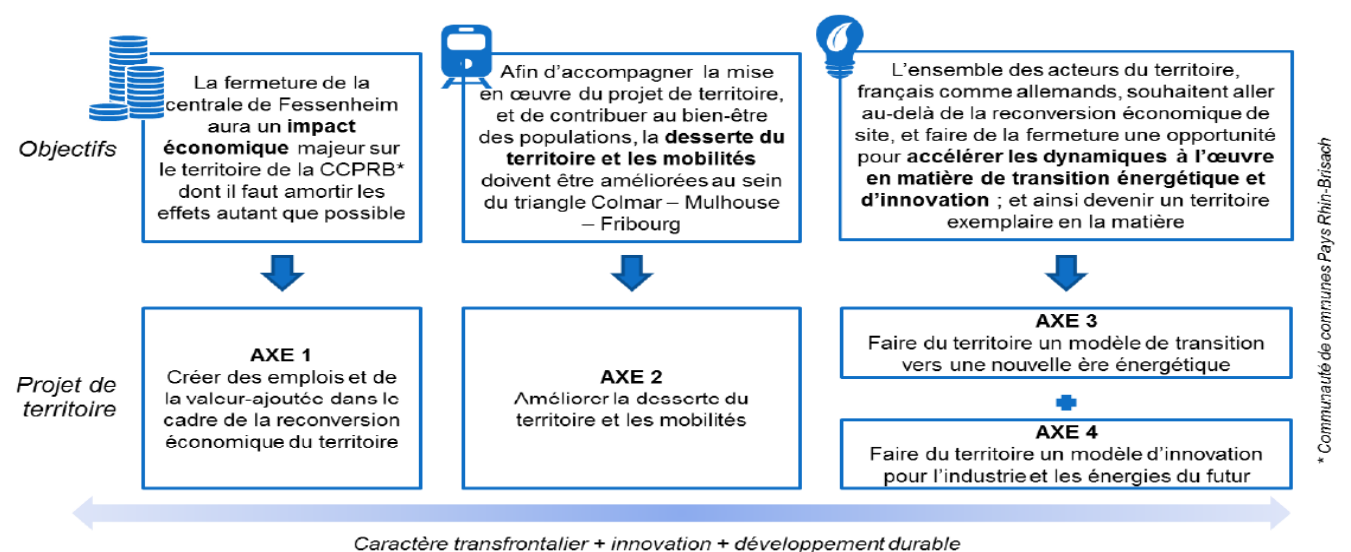 Objectifs
La fermeture de la
centrale de Fessenheim
aura un impact
économique majeur sur
le territoire de la CCPRB*
dont il faut amortir les
effets autant que possible
Afin d’accompagner la mise
en œuvre du projet de territoire,
et de contribuer au bien-être
des populations, la desserte du
territoire et les mobilités
doivent être améliorées au sein
du triangle Colmar – Mulhouse
– Fribourg
L’ensemble des acteurs du territoire,
français comme allemands, souhaitent aller
au-delà de la reconversion économique de
site, et faire de la fermeture une opportunité
pour accélérer les dynamiques à l’œuvre
en matière de transition énergétique et
d’innovation ; et ainsi devenir un territoire
exemplaire en la matière
Projet de
territoire
AXE 1
Créer des emplois et de
la valeur-ajoutée dans le
cadre de la reconversion
économique du territoire
AXE 2
Améliorer la desserte du
territoire et les mobilités
AXE 3
Faire du territoire un modèle de transition
vers une nouvelle ère énergétique
AXE 4
Faire du territoire un modèle d’innovation
pour l’industrie et les énergies du futur
Caractère transfrontalier + innovation + développement durable
* Communauté de communes Pays Rhin-Brisach